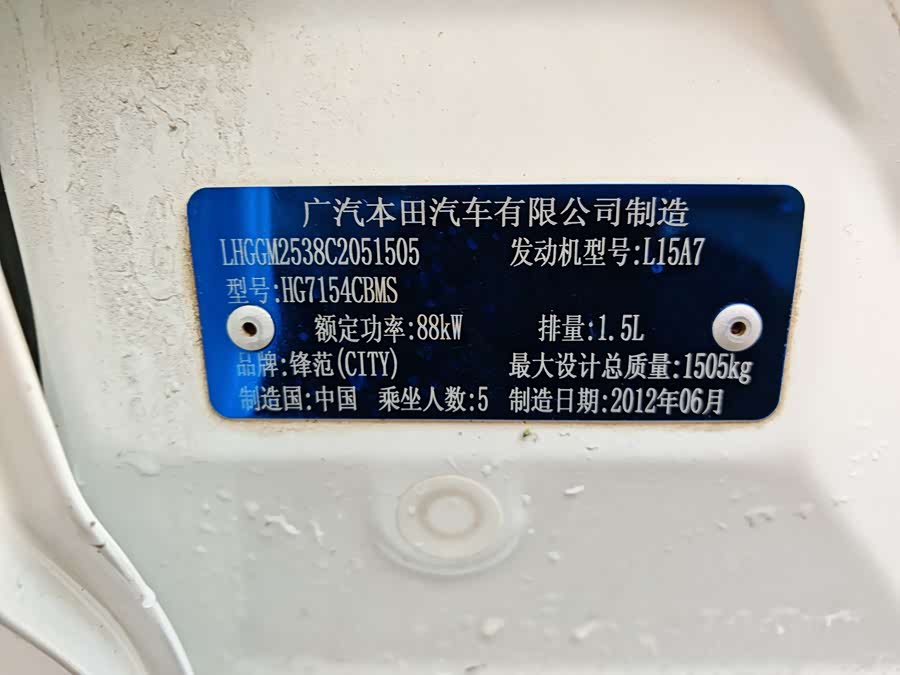 广汽本田汽车有限公司制造
LHGGM2538C2051505 发动机型号:L15A7
型号:HG7154CBMS
额定功率:88kW 排量:1.5L
品牌:锋范(CITY) 最大设计总质量:1505kg
制造国:中国 乘坐人数:5 制造日期:2012年06月